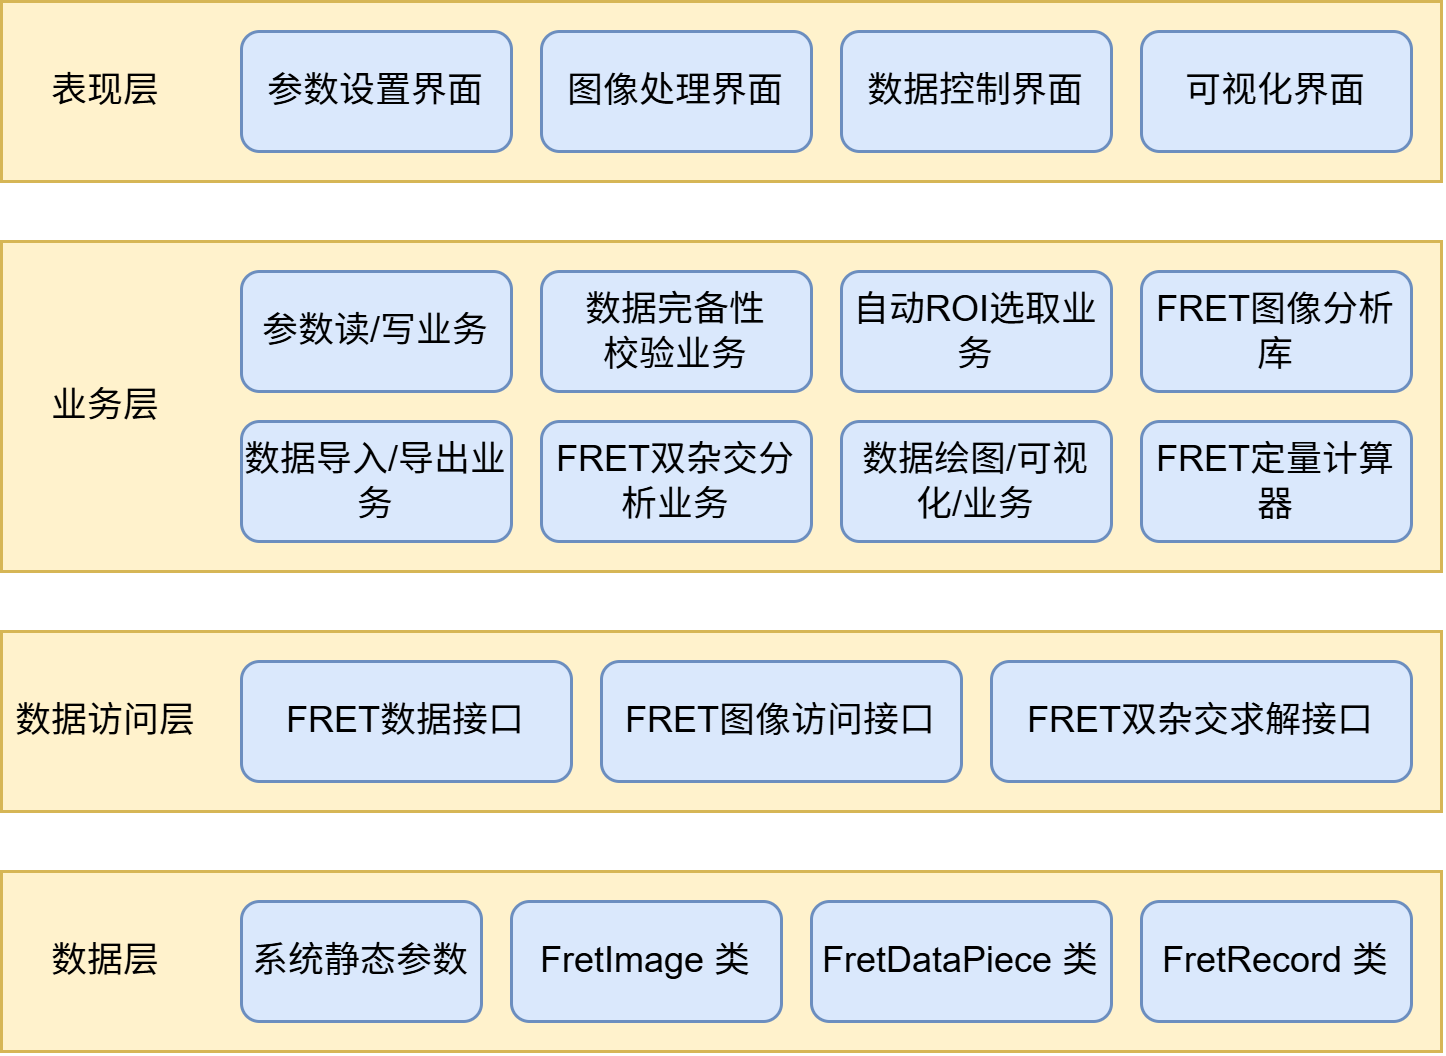 表现层
参数设置界面
图像处理界面
数据控制界面
可视化界面
业务层
参数读/写业务
数据完备性
校验业务
自动ROI选取业
务
FRET图像分析
库
数据导入/导出业
务
FRET双杂交分
析业务
数据绘图/可视
化/业务
FRET定量计算
器
数据访问层
FRET数据接口
FRET图像访问接口
FRET双杂交求解接口
数据层
系统静态参数
FretImage 类
FretDataPiece 类
FretRecord 类